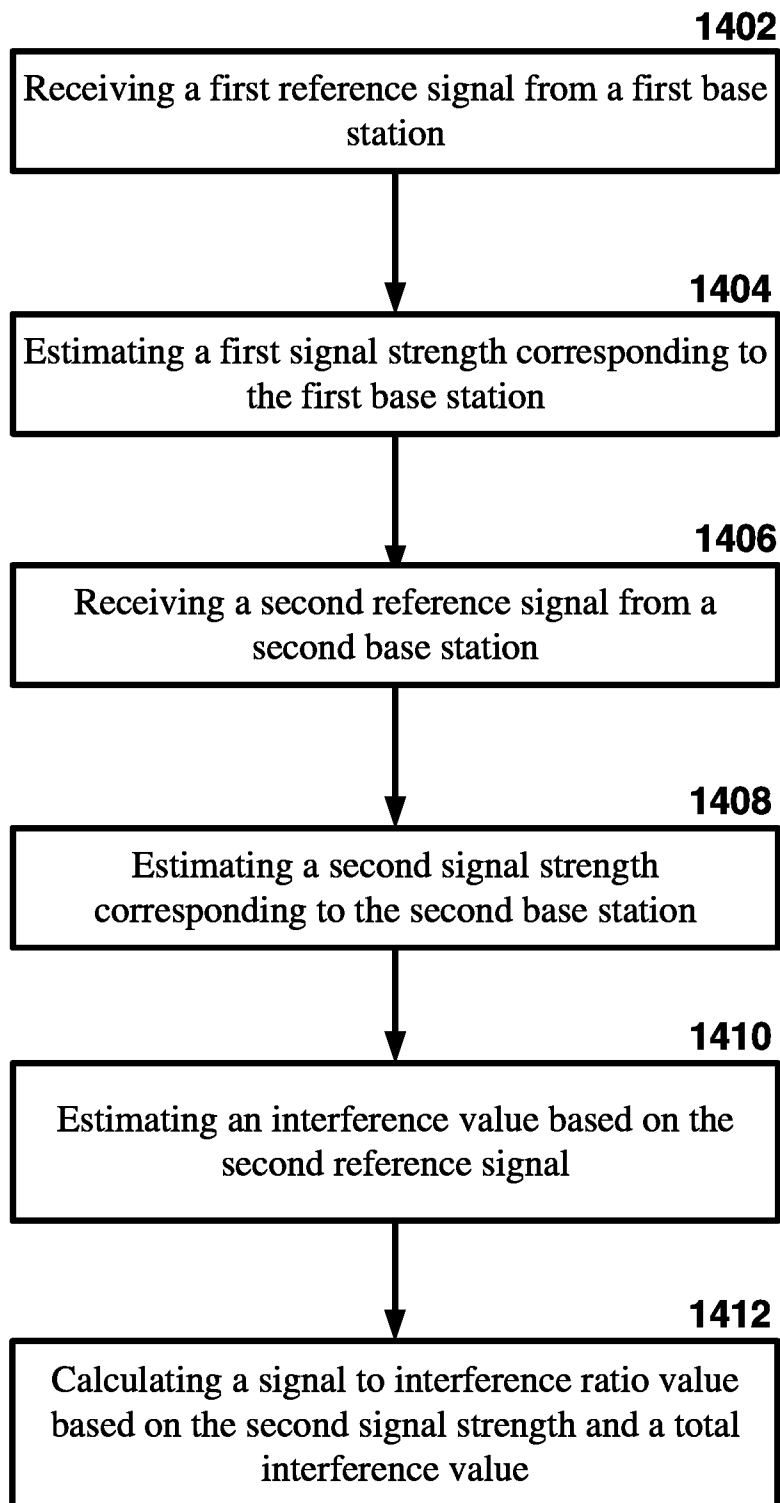 1402
Receiving a first reference signal from a first base
station
1404
Estimating a first signal strength corresponding to
the first base station
1406
Receiving a second reference signal from a
second base station
1408
Estimating a second signal strength
corresponding to the second base station
1410
Estimating an interference value based on the
second reference signal
1412
Calculating a signal to interference ratio value
based on the second signal strength and a total
interference value